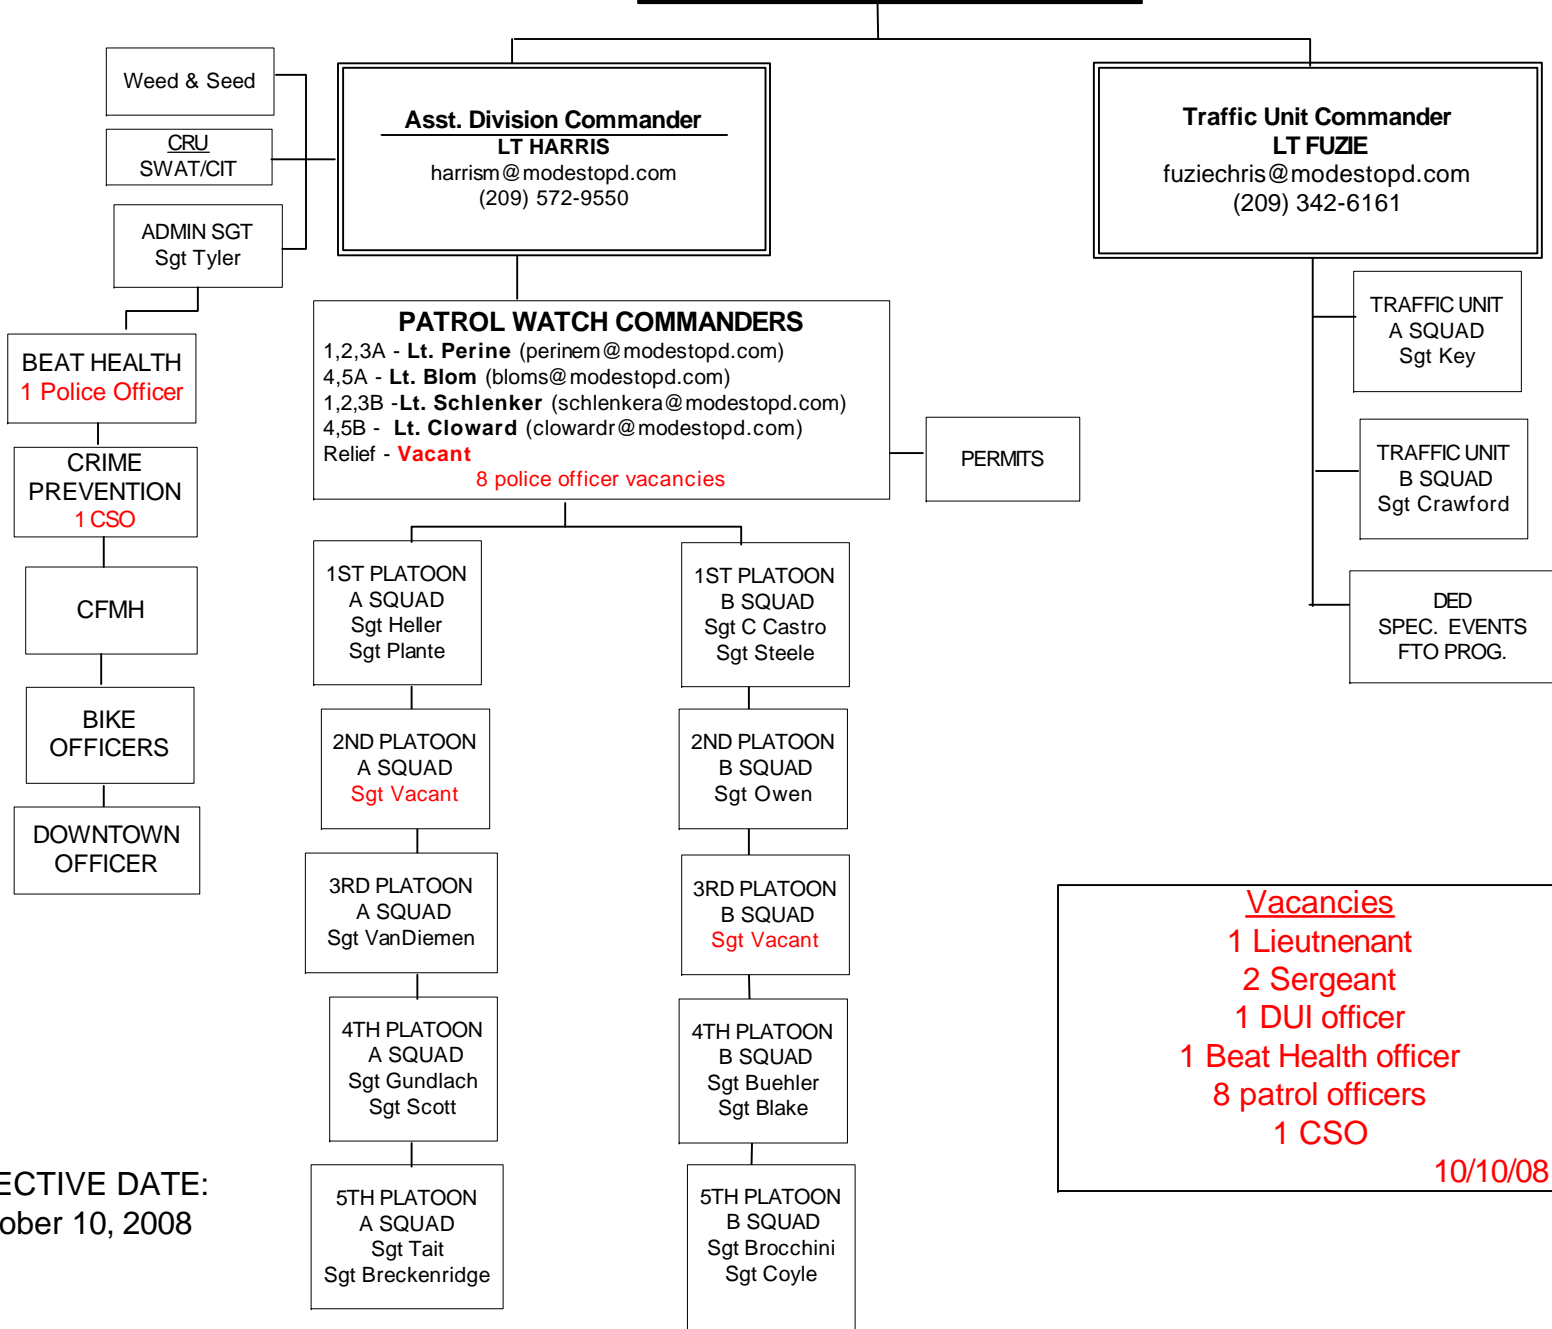 Weed & Seed
CRU
SWAT/CIT
ADMIN SGT
Sgt Tyler
Asst. Division Commander
LT HARRIS
harrism@modestopd.com
(209) 572-9550
Traffic Unit Commander
LT FUZIE
fuziechris@modestopd.com
(209) 342-6161
BEAT HEALTH
1 Police Officer
CRIME
PREVENTION
1 CSO
CFMH
BIKE
OFFICERS
DOWNTOWN
OFFICER
PATROL WATCH COMMANDERS
1,2,3A - Lt. Perine (perinem@modestopd.com)
4,5A - Lt. Blom (bloms@modestopd.com)
1,2,3B -Lt. Schlenker (schlenkera@modestopd.com)
4,5B - Lt. Cloward (clowardr@modestopd.com)
Relief - Vacant
8 police officer vacancies
PERMITS
TRAFFIC UNIT
A SQUAD
Sgt Key
TRAFFIC UNIT
B SQUAD
Sgt Crawford
DED
SPEC. EVENTS
FTO PROG.
1ST PLATOON
A SQUAD
Sgt Heller
Sgt Plante
2ND PLATOON
A SQUAD
Sgt Vacant
3RD PLATOON
A SQUAD
Sgt VanDiemen
4TH PLATOON
A SQUAD
Sgt Gundlach
Sgt Scott
5TH PLATOON
A SQUAD
Sgt Tait
Sgt Breckenridge
1ST PLATOON
B SQUAD
Sgt C Castro
Sgt Steele
2ND PLATOON
B SQUAD
Sgt Owen
3RD PLATOON
B SQUAD
Sgt Vacant
4TH PLATOON
B SQUAD
Sgt Buehler
Sgt Blake
5TH PLATOON
B SQUAD
Sgt Brocchini
Sgt Coyle
Vacancies
1 Lieutnenant
2 Sergeant
1 DUI officer
1 Beat Health officer
8 patrol officers
1 CSO
10/10/08
ECTIVE DATE:
ober 10, 2008